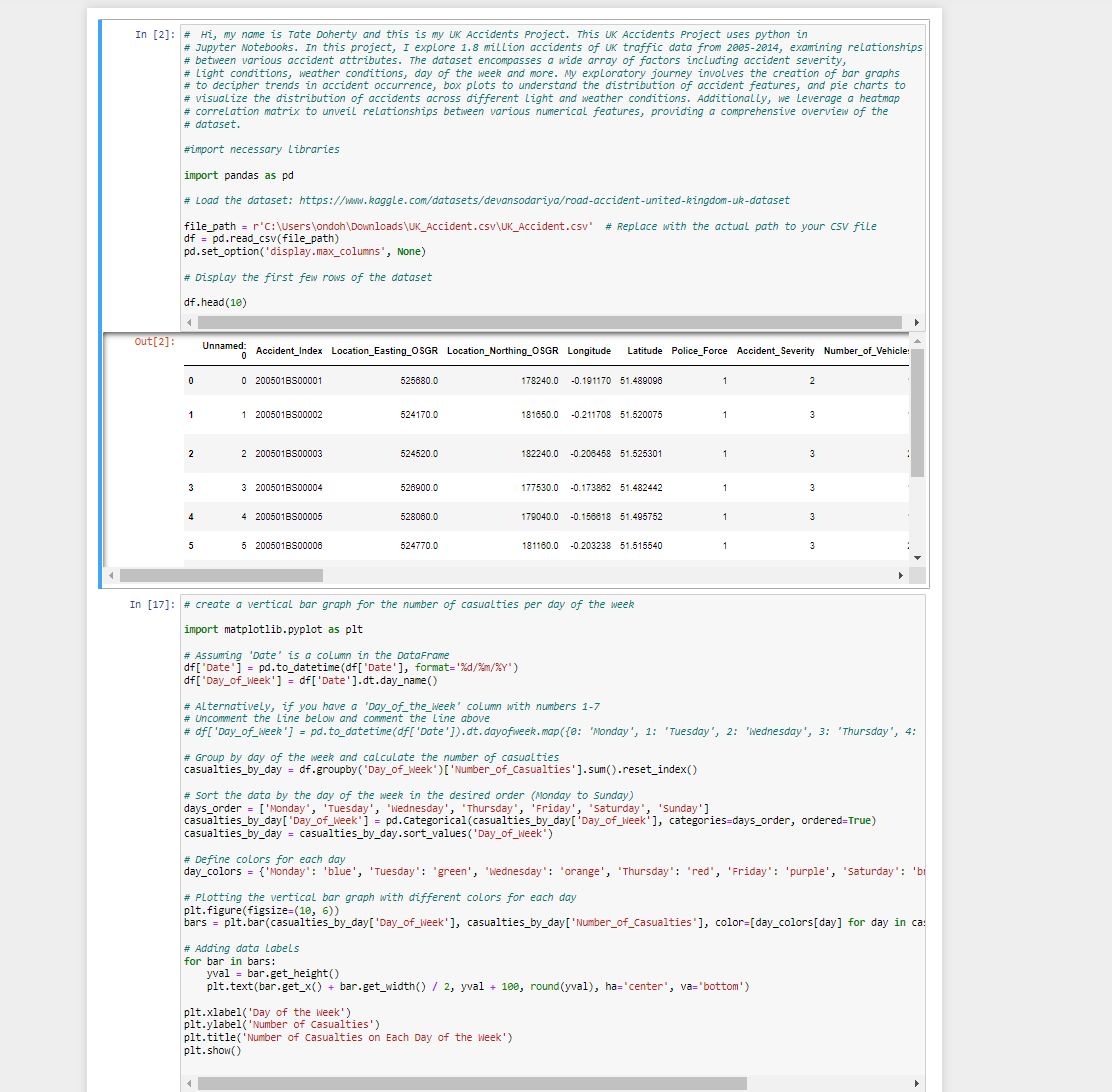 In [2]:
#  Hi, my name is Tate Doherty and this is my UK Accidents Project. This UK Accidents Project uses python in
# Jupyter Notebooks. In this project, I explore 1.8 million accidents of UK traffic data from 2005-2014, examining relationships
# between various accident attributes. The dataset encompasses a wide array of factors including accident severity,
# light conditions, weather conditions, day of the week and more. My exploratory journey involves the creation of bar graphs
# to decipher trends in accident occurrence, box plots to understand the distribution of accident features, and pie charts to
# visualize the distribution of accidents across different light and weather conditions. Additionally, we leverage a heatmap
# correlation matrix to unveil relationships between various numerical features, providing a comprehensive overview of the
# dataset.
#import necessary libraries
import pandas as pd
# Load the dataset: https://www.kaggle.com/datasets/devansodariya/road-accident-united-kingdom-uk-dataset
file_path = r'C:\Users\ondoh\Downloads\UK_Accident.csv\UK_Accident.csv'  # Replace with the actual path to your CSV file
df = pd.read_csv(file_path)
pd.set_option('display.max_columns', None)
# Display the first few rows of the dataset
df.head(10)
Out[2]:
Unnamed: 0 Accident_Index Location_Easting_OSGR Location_Northing_OSGR Longitude Latitude Police_Force Accident_Severity Number_of_Vehicles
0 0 200501BS00001 525680.0 178240.0 -0.191170 51.489096 1 2
1 1 200501BS00002 524170.0 181650.0 -0.211708 51.520075 1 3
2 2 200501BS00003 524520.0 182240.0 -0.206458 51.525301 1 3
3 3 200501BS00004 526900.0 177530.0 -0.173862 51.482442 1 3
4 4 200501BS00005 528060.0 179040.0 -0.156618 51.495752 1 3
5 5 200501BS00006 524770.0 181160.0 -0.203238 51.515540 1 3
In [17]:
# create a vertical bar graph for the number of casualties per day of the week
import matplotlib.pyplot as plt
# Assuming 'Date' is a column in the DataFrame
df['Date'] = pd.to_datetime(df['Date'], format='%d/%m/%Y')
df['Day_of_Week'] = df['Date'].dt.day_name()
# Alternatively, if you have a 'Day_of_the_Week' column with numbers 1-7
# Uncomment the line below and comment the line above
# df['Day_of_Week'] = pd.to_datetime(df['Date']).dt.dayofweek.map({0: 'Monday', 1: 'Tuesday', 2: 'Wednesday', 3: 'Thursday', 4:
# Group by day of the week and calculate the number of casualties
casualties_by_day = df.groupby('Day_of_Week')['Number_of_Casualties'].sum().reset_index()
# Sort the data by the day of the week in the desired order (Monday to Sunday)
days_order = ['Monday', 'Tuesday', 'Wednesday', 'Thursday', 'Friday', 'Saturday', 'Sunday']
casualties_by_day['Day_of_Week'] = pd.Categorical(casualties_by_day['Day_of_Week'], categories=days_order, ordered=True)
casualties_by_day = casualties_by_day.sort_values('Day_of_Week')
# Define colors for each day
day_colors = {'Monday': 'blue', 'Tuesday': 'green', 'Wednesday': 'orange', 'Thursday': 'red', 'Friday': 'purple', 'Saturday': 'br
# Plotting the vertical bar graph with different colors for each day
plt.figure(figsize=(10, 6))
bars = plt.bar(casualties_by_day['Day_of_Week'], casualties_by_day['Number_of_Casualties'], color=[day_colors[day] for day in cas
# Adding data labels
for bar in bars:
    yval = bar.get_height()
    plt.text(bar.get_x() + bar.get_width() / 2, yval + 100, round(yval), ha='center', va='bottom')
plt.xlabel('Day of the Week')
plt.ylabel('Number of Casualties')
plt.title('Number of Casualties on Each Day of the Week')
plt.show()